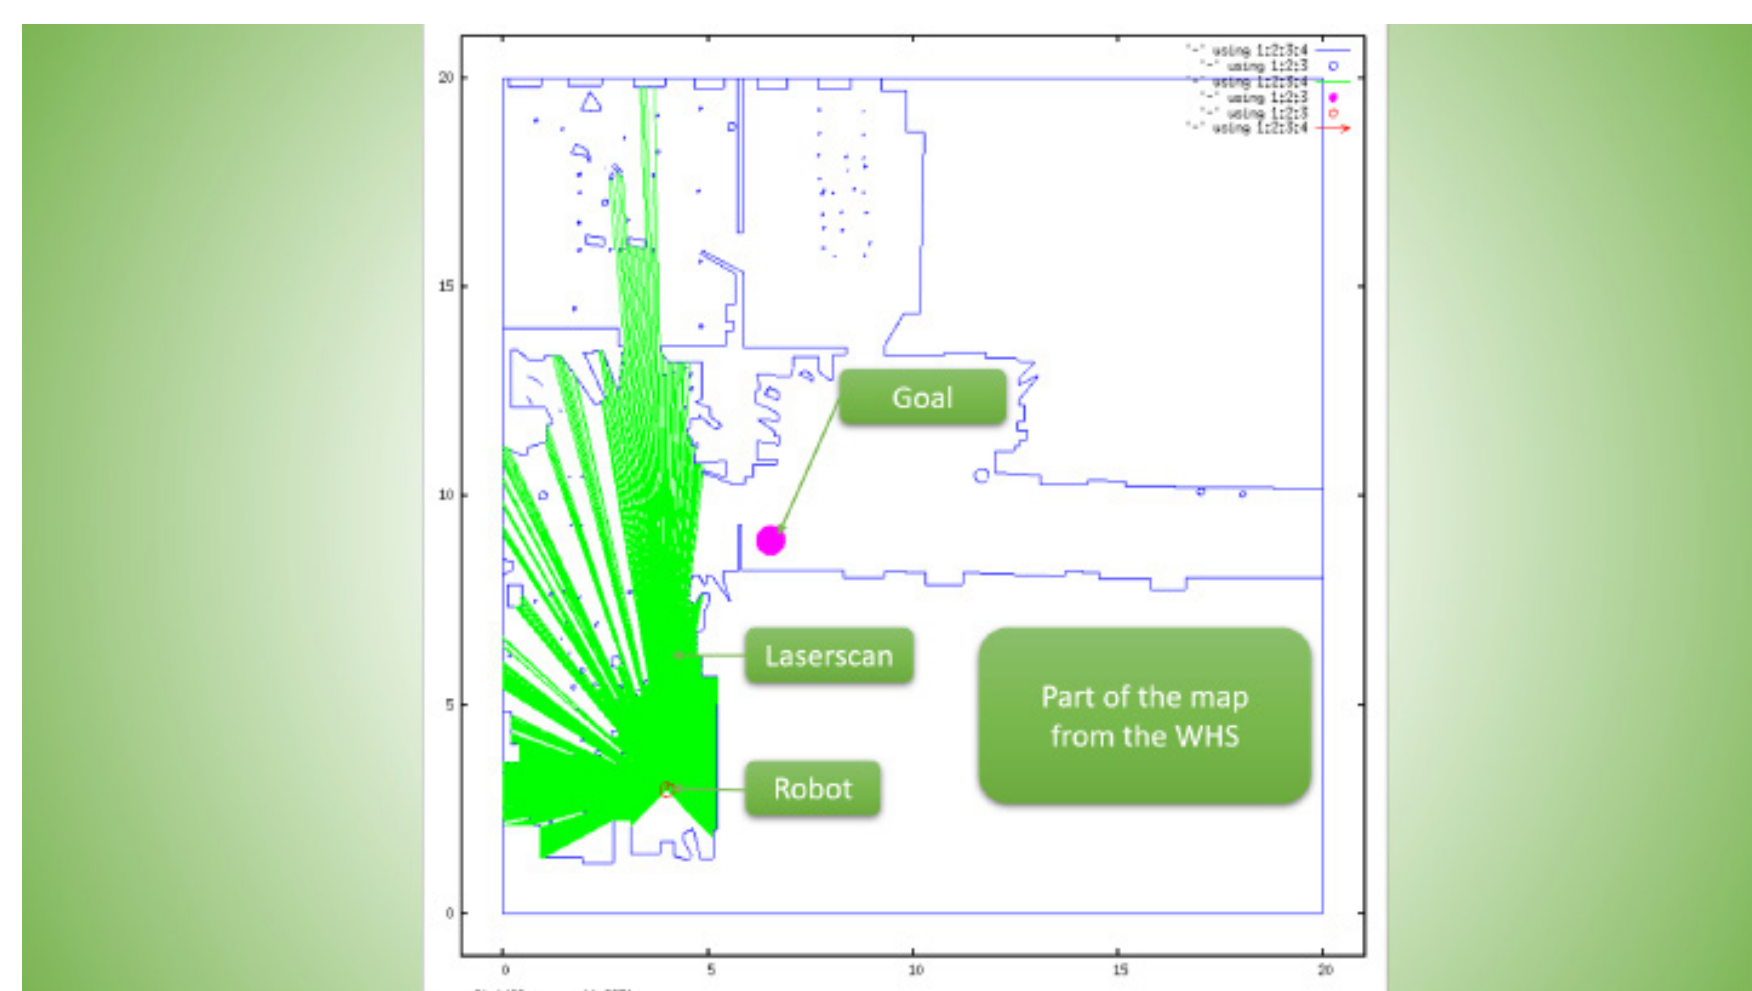 '-' using 1:2:3:4
'-' using 1:2:3
'-' using 1:2:3:4
'-' using 1:2:3
'-' using 1:2:3
'-' using 1:2:3:4
20
15
Goal
10
Laserscan
Part of the map
from the WHS
5
Robot
0
0 5 10 15 20